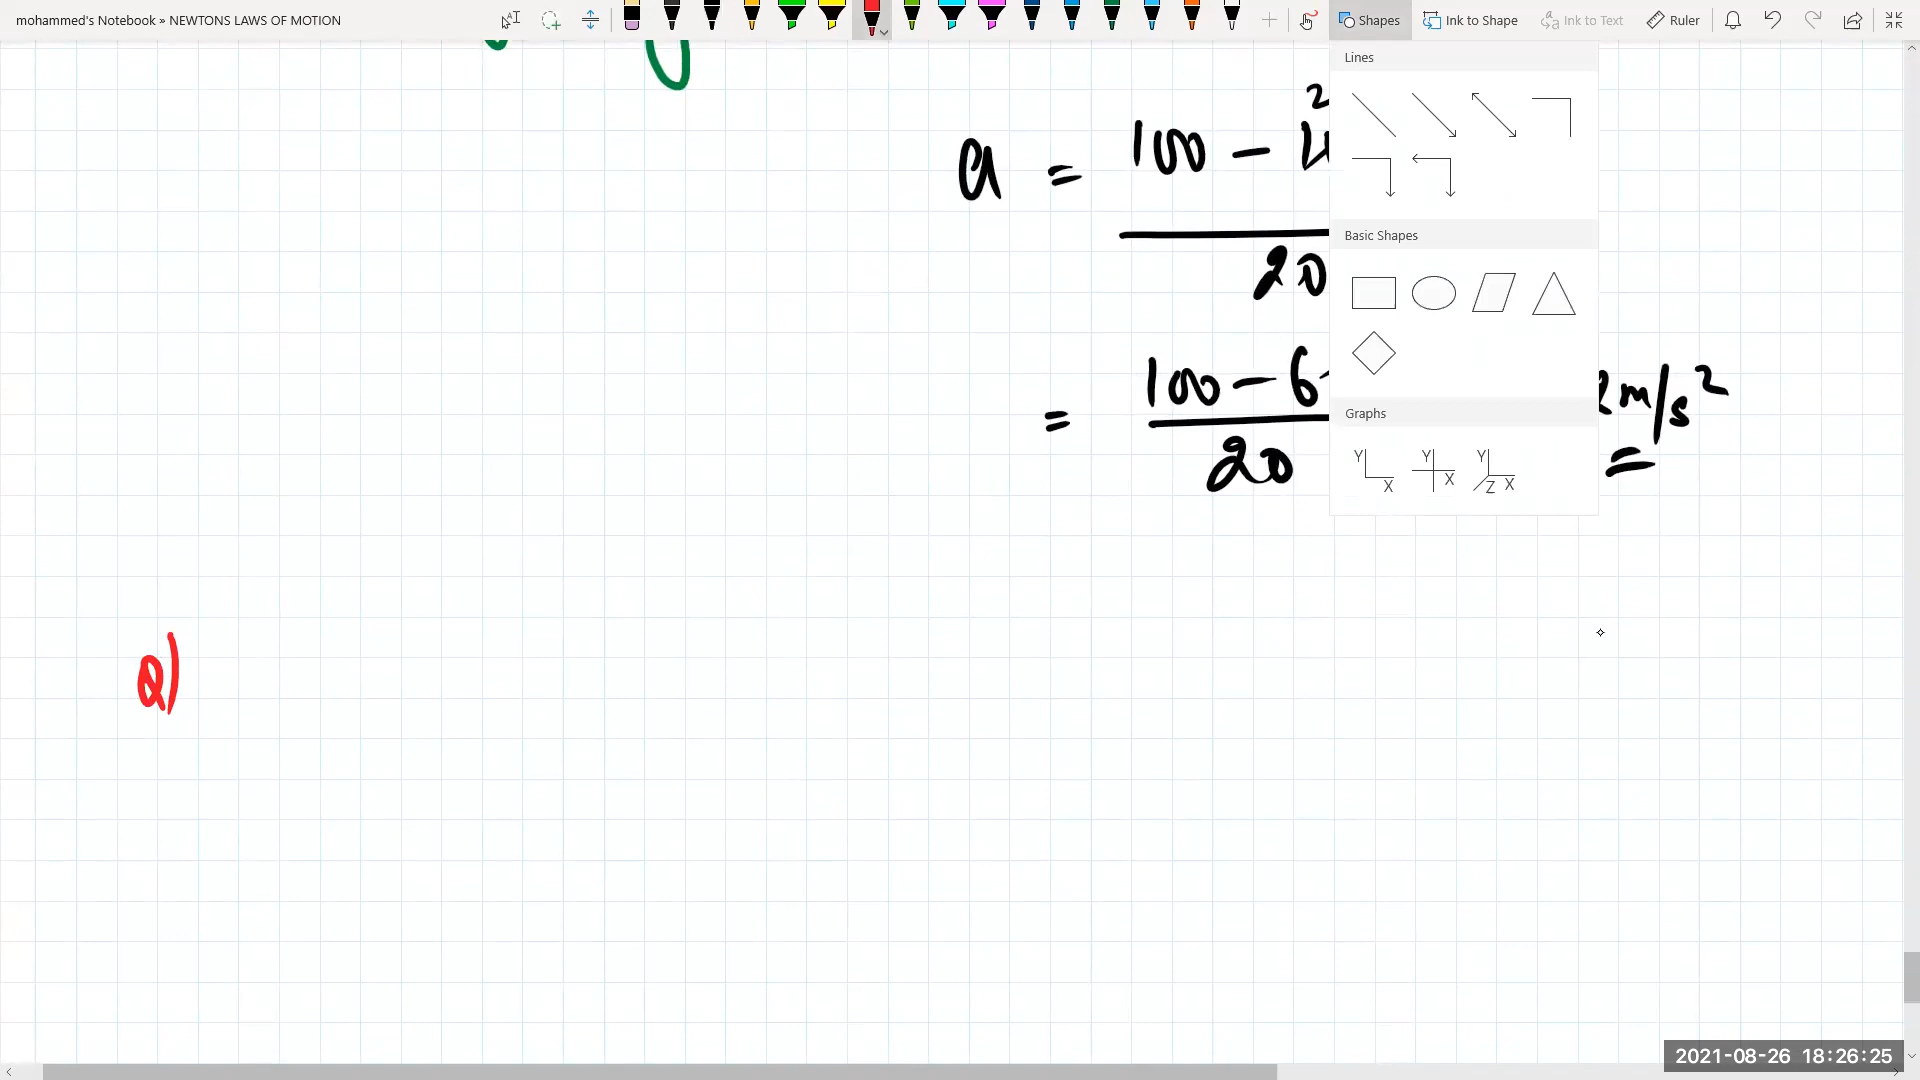 mohammed's Notebook » NEWTONS LAWS OF MOTION
Shapes
Ink to Shape
Ink to Text
Ruler
Lines
2
a = 100 -
20
Basic Shapes
= 100 - 6
20
m/s²
=
Graphs
Y X
Y X
Y Z X
Q)
2021-08-26 18:26:25